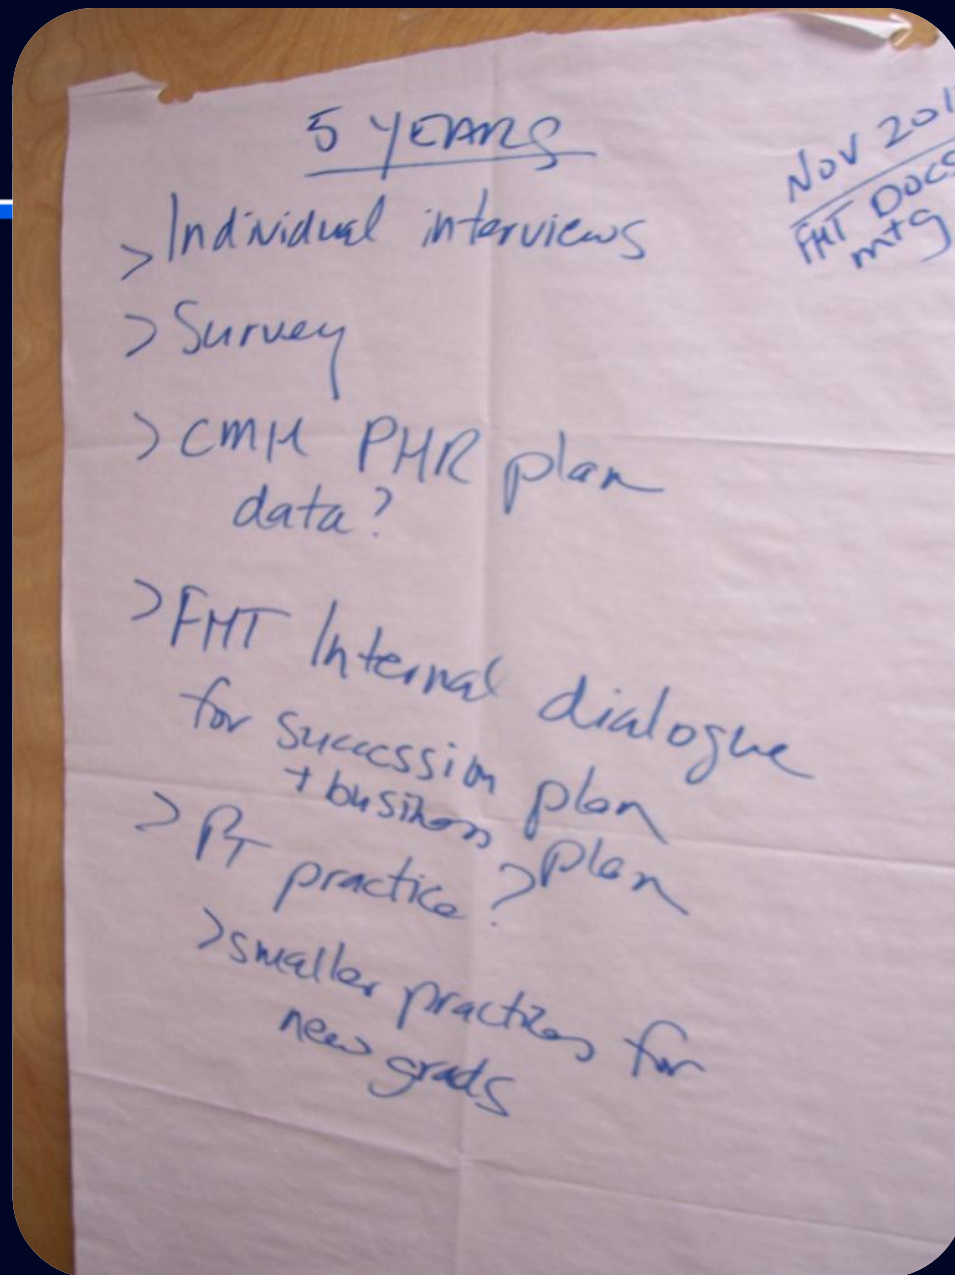 5 YEARS
NOV 201
FHT DOCS
mtg
> Individual interviews
> Survey
> CMH PHR plan
data?
> FHT Internal dialogue
for succssion plan
+ business plan
> PT practice?
> smaller practices for
new grads